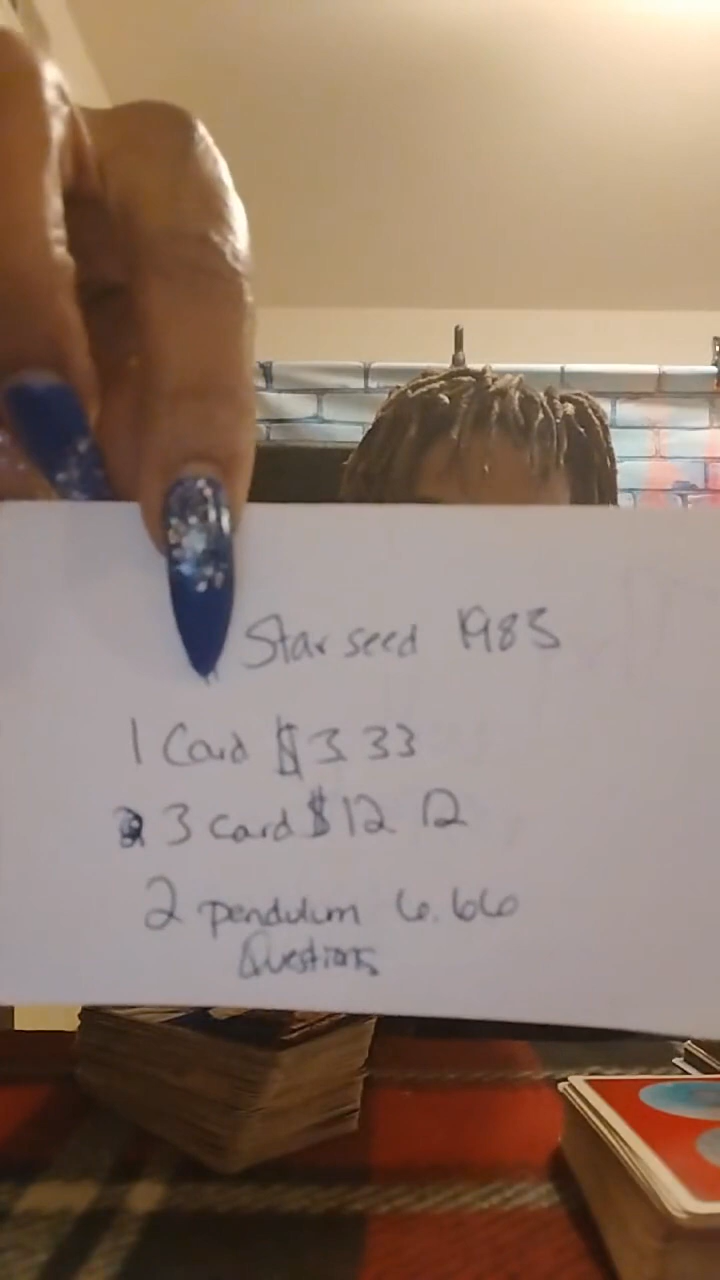 Star seed 1985
1 Card $3.33
3 card $12 12
2 pendulum 6.66
Questions